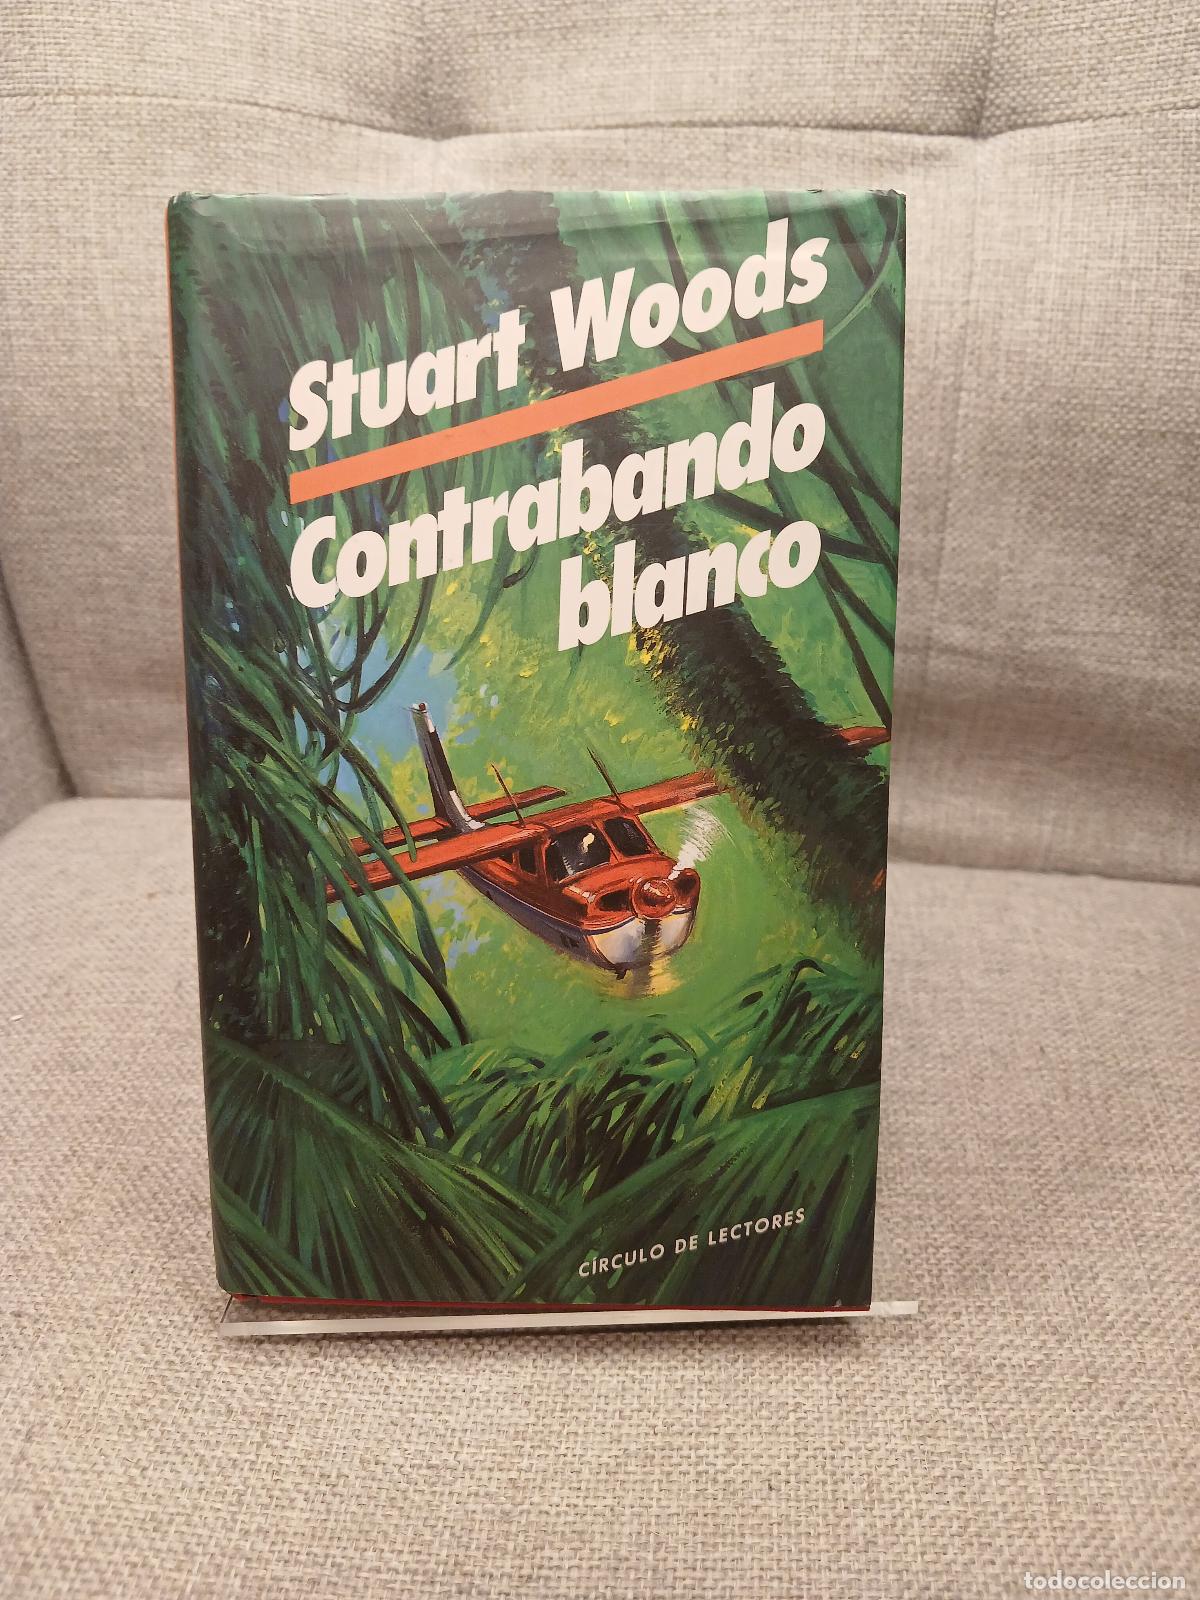 Stuart Woods
Contrabando
blanco
CÍRCULO DE LECTORES
todocoleccion